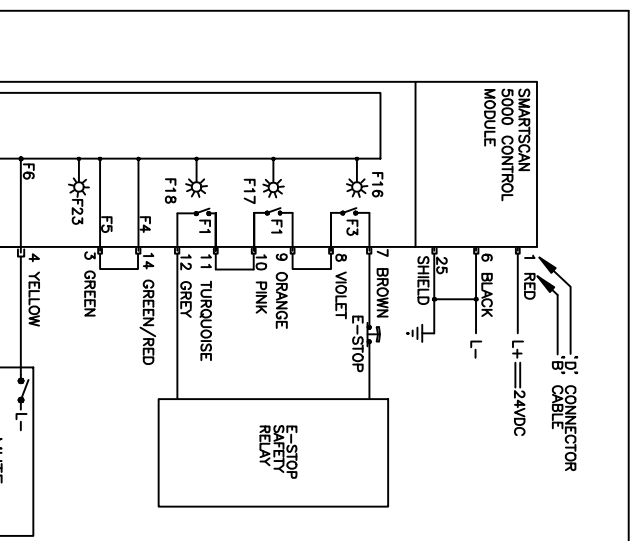 SMARTSCAN
5000 CONTROL
MODULE
'D' CONNECTOR
'B' CABLE
1 RED
L+ 24VDC
6 BLACK
L-
25
SHIELD
F16
F3
7 BROWN
E-STOP
8 VIOLET
F17
F1
9 ORANGE
10 PINK
F18
F1
11 TURQUOISE
12 GREY
E-STOP
SAFETY
RELAY
F4
14 GREEN/RED
F5
3 GREEN
F23
F6
4 YELLOW
L-